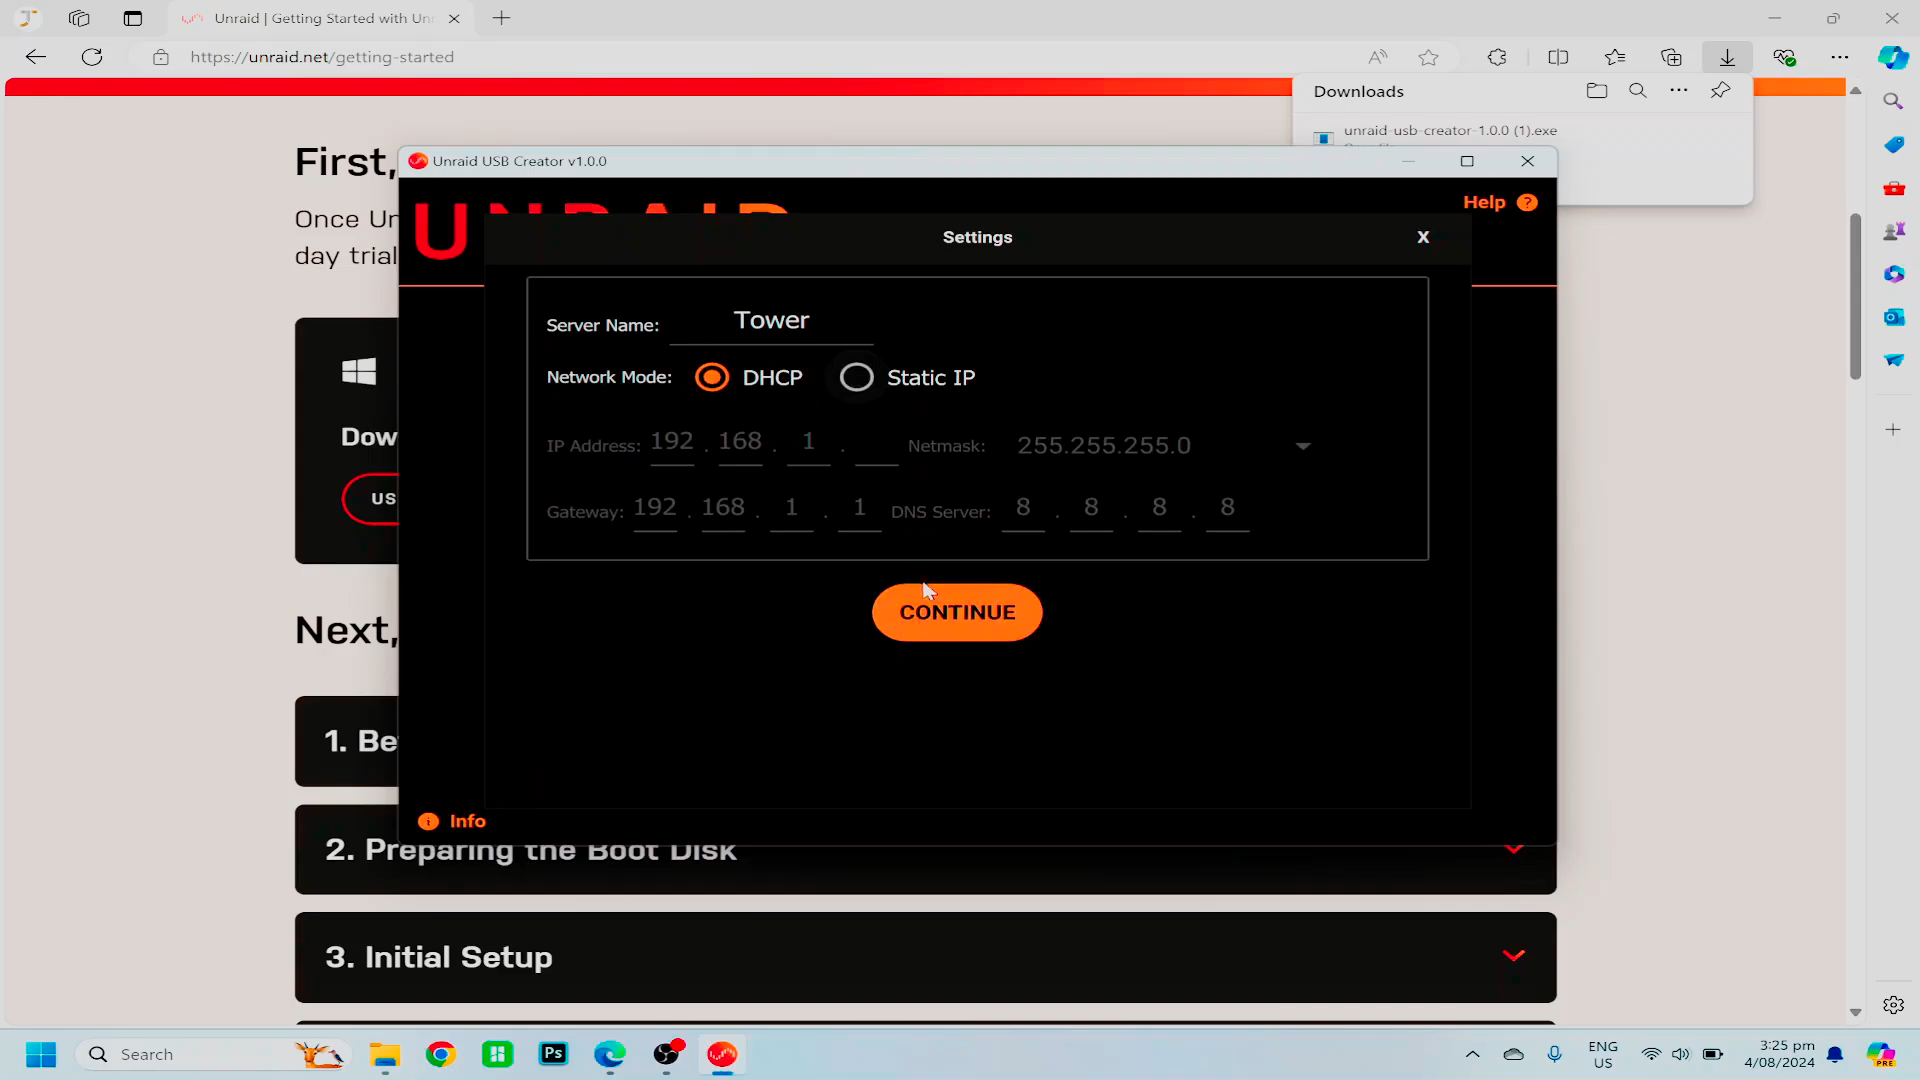 Unraid | Getting Started with Unr
https://unraid.net/getting-started
Downloads
unraid-usb-creator-1.0.0 (1).exe
First,
Once Un
day trial
Dow
US
Next,
1. Be
2. Preparing the Boot Disk
3. Initial Setup
Unraid USB Creator v1.0.0
UNRAID
Help ?
Settings
X
Server Name: Tower
Network Mode: DHCP Static IP
IP Address: 192 . 168 . 1 . Netmask: 255.255.255.0
Gateway: 192 . 168 . 1 . 1 DNS Server: 8 . 8 . 8 . 8
CONTINUE
i Info
Search
Ps
ENG
US
3:25 pm
4/08/2024
PRE